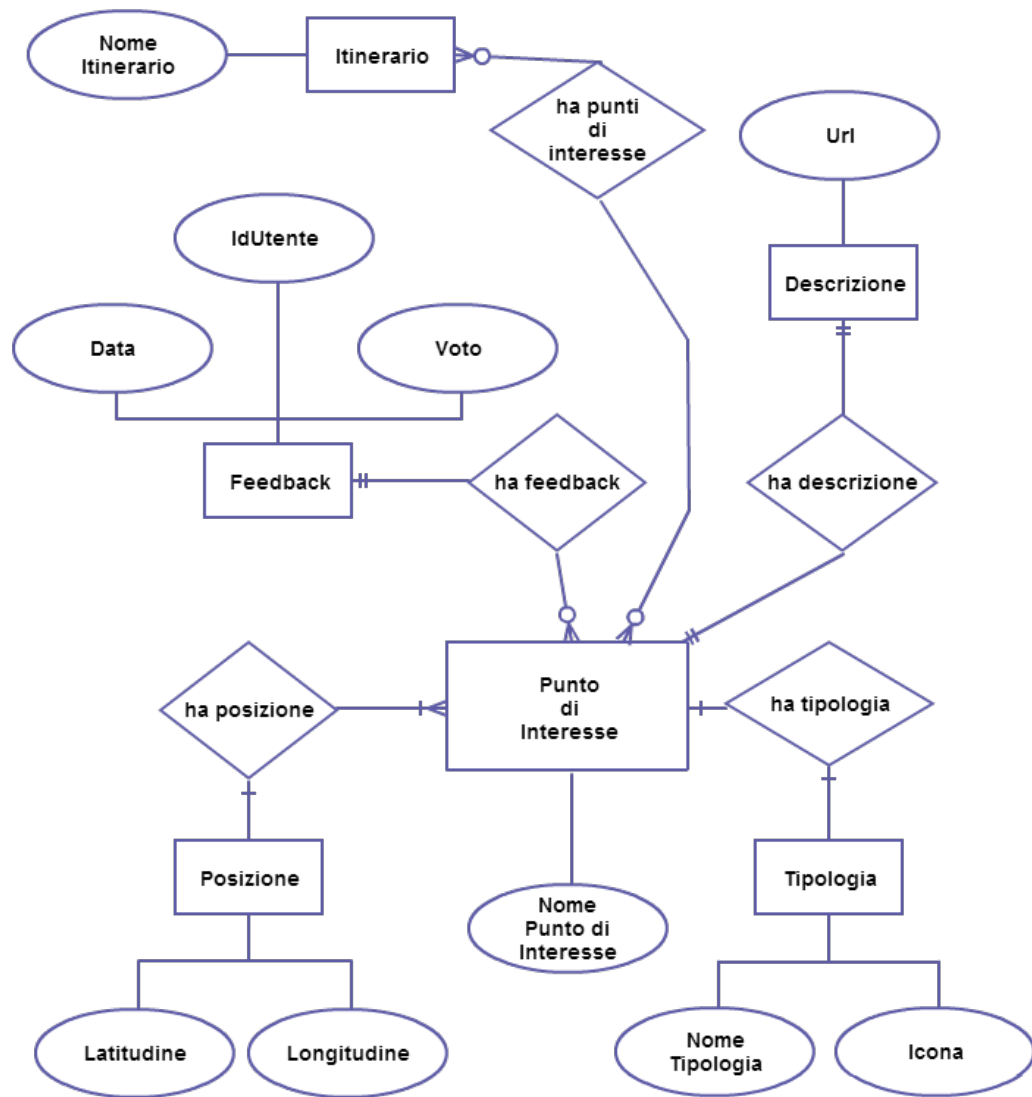 Nome
Itinerario
Itinerario
ha punti
di
interesse
Url
IdUtente
Descrizione
Data
Voto
Feedback
ha feedback
ha descrizione
ha posizione
Punto
di
Interesse
ha tipologia
Posizione
Tipologia
Nome
Punto di
Interesse
Latitudine
Longitudine
Nome
Tipologia
Icona